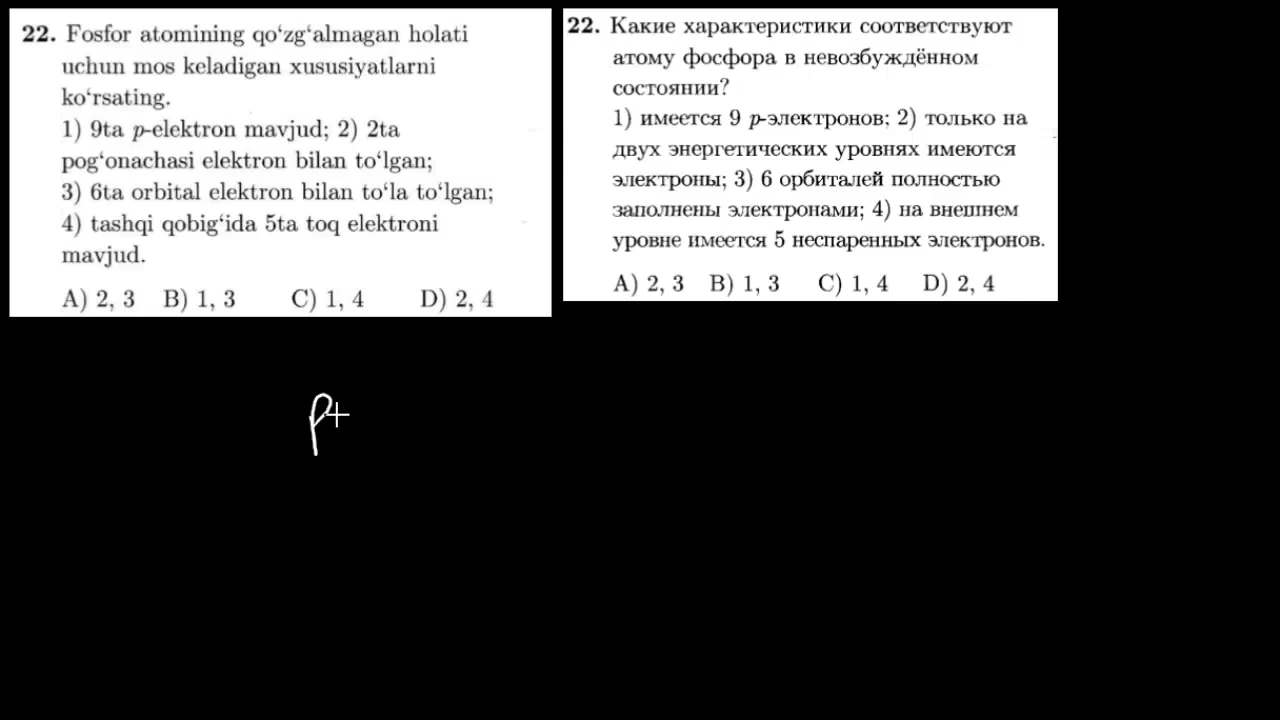 22. Fosfor atomining qo‘zg‘almagan holati
uchun mos keladigan xususiyatlarni
ko‘rsating.
1) 9ta p-elektron mavjud; 2) 2ta
pog‘onachasi elektron bilan to‘lgan;
3) 6ta orbital elektron bilan to‘la to‘lgan;
4) tashqi qobig‘ida 5ta toq elektroni
mavjud.
A) 2, 3 B) 1, 3 C) 1, 4 D) 2, 4
22. Какие характеристики соответствуют
атому фосфора в невозбуждённом
состоянии?
1) имеется 9 p-электронов; 2) только на
двух энергетических уровнях имеются
электроны; 3) 6 орбиталей полностью
заполнены электронами; 4) на внешнем
уровне имеется 5 неспаренных электронов.
A) 2, 3 B) 1, 3 C) 1, 4 D) 2, 4
P